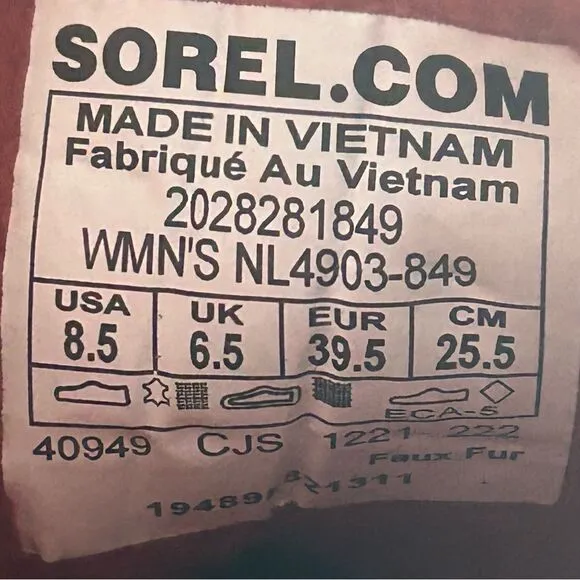 SOREL.COM
MADE IN VIETNAM
Fabriqué Au Vietnam
2028281849
WMN'S NL4903-849
USA UK EUR CM
8.5 6.5 39.5 25.5
ECA-5
40949 CJS 1221 222
Faux Fur